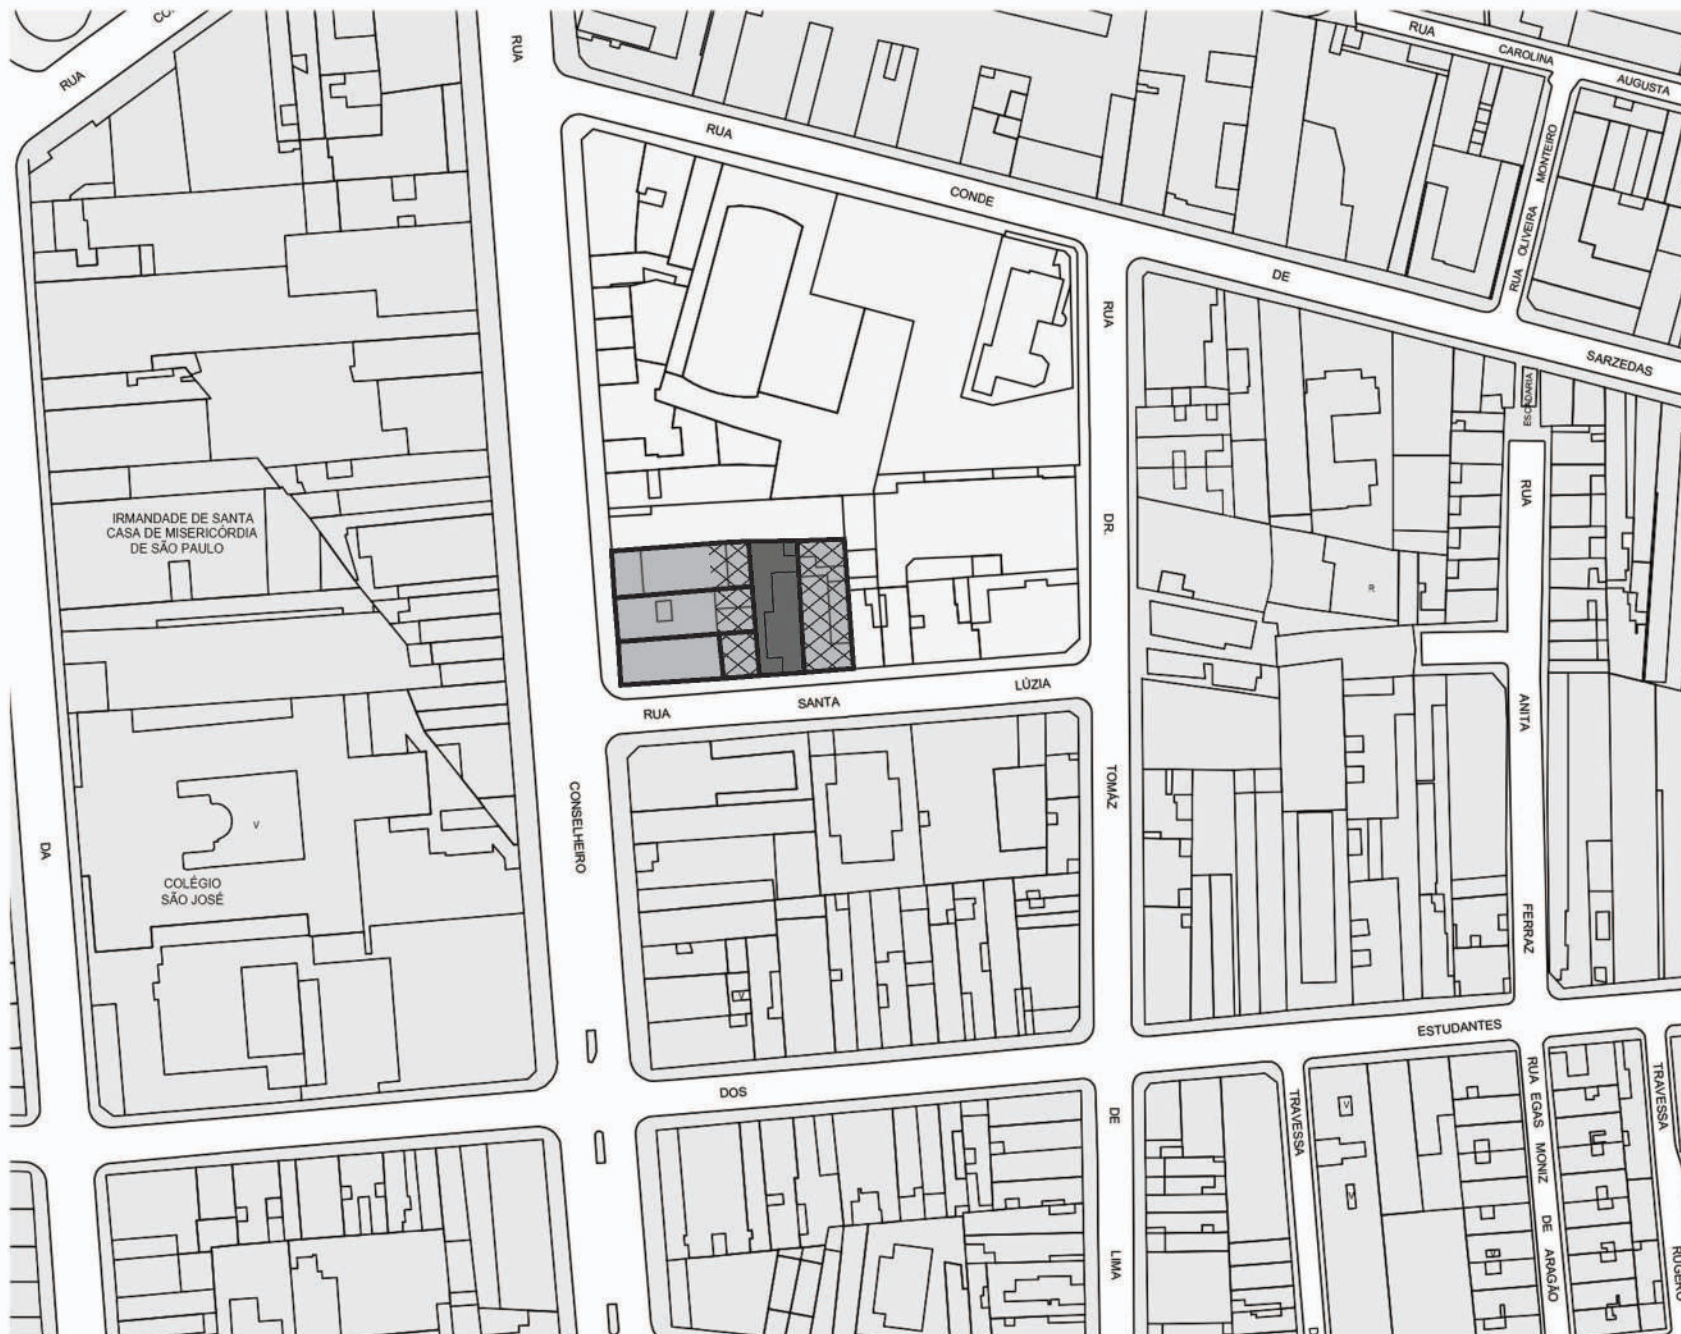 RUA
RUA
RUA
CAROLINA
AUGUSTA
RUA
CONDE
DE
SARZEDAS
RUA OLIVEIRA MONTEIRO
RUA
ESCADARIA
IRMANDADE DE SANTA
CASA DE MISERICÓRDIA
DE SÃO PAULO
DR.
RUA
R
RUA
SANTA
LÚZIA
ANITA
CONSELHEIRO
TOMÁZ
V
DA
COLÉGIO
SÃO JOSÉ
FERRAZ
V
ESTUDANTES
DOS
DE
TRAVESSA
V
RUA EGAS MONIZ DE ARAGÃO
TRAVESSA
V
LIMA
RUGERO